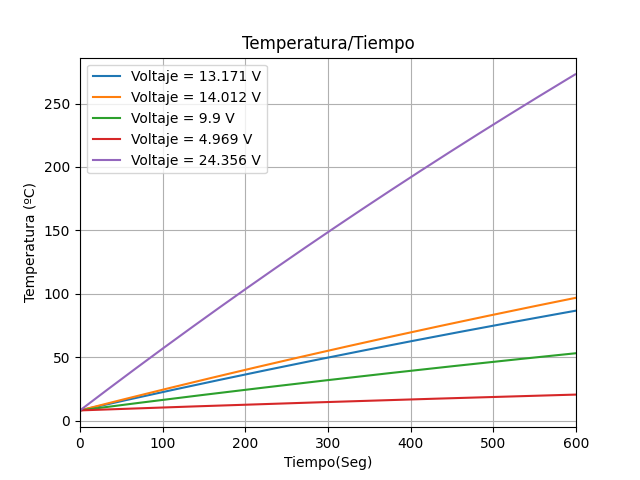 Temperatura/Tiempo
Voltaje = 13.171 V
Voltaje = 14.012 V
Voltaje = 9.9 V
Voltaje = 4.969 V
Voltaje = 24.356 V
Temperatura (ºC)
250
200
150
100
50
0
0 100 200 300 400 500 600
Tiempo(Seg)